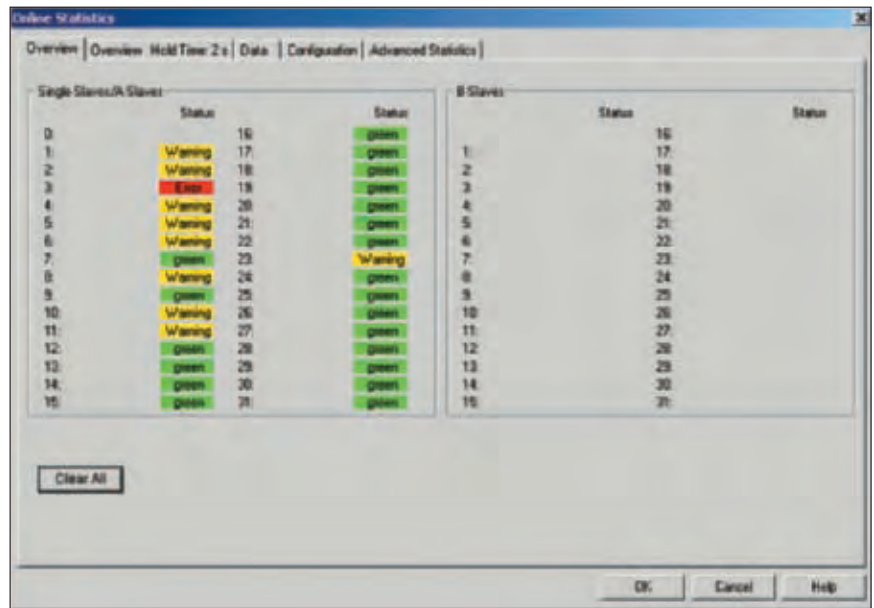 Online Statistics
Overview Overview Hold Time 2 s Data Configuration Advanced Statistics
Single Slaves/A Slaves B Slaves
Status Status Status Status
0: 16: green 16:
1: Warning 17: green 1: 17:
2: Warning 18: green 2: 18:
3: Error 19: green 3: 19:
4: Warning 20: green 4: 20:
5: Warning 21: green 5: 21:
6: Warning 22: green 6: 22:
7: green 23: Warning 7: 23:
8: Warning 24: green 8: 24:
9: green 25: green 9: 25:
10: Warning 26: green 10: 26:
11: Warning 27: green 11: 27:
12: green 28: green 12: 28:
13: green 29: green 13: 29:
14: green 30: green 14: 30:
15: green 31: green 15: 31:
Clear All
OK Cancel Help